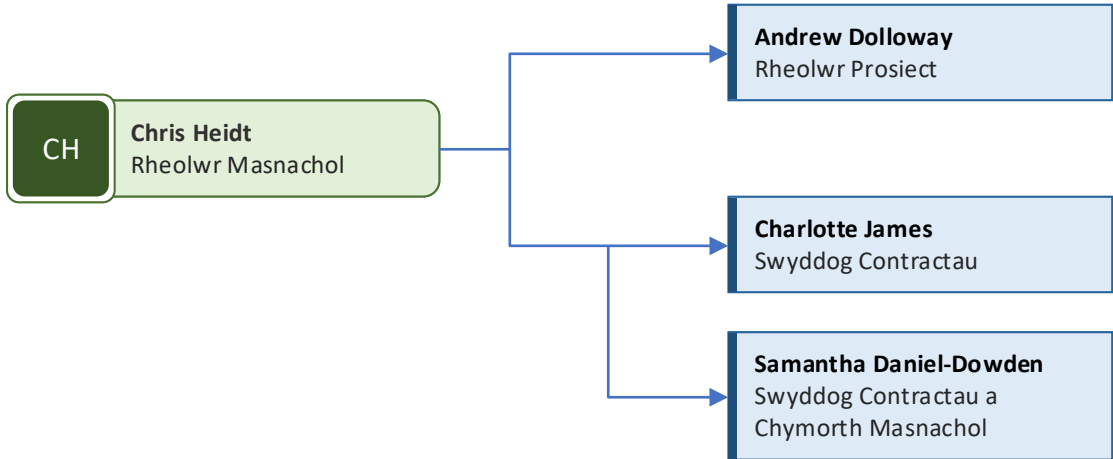 CH
Chris Heidt
Rheolwr Masnachol
Andrew Dolloway
Rheolwr Prosiect
Charlotte James
Swyddog Contractau
Samantha Daniel-Dowden
Swyddog Contractau a
Chymorth Masnachol